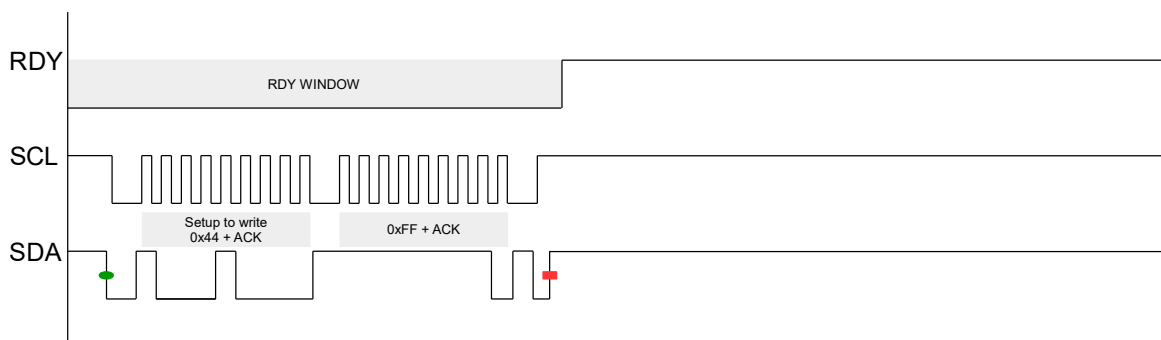 RDY
RDY WINDOW
SCL
Setup to write
0x44 + ACK
0xFF + ACK
SDA